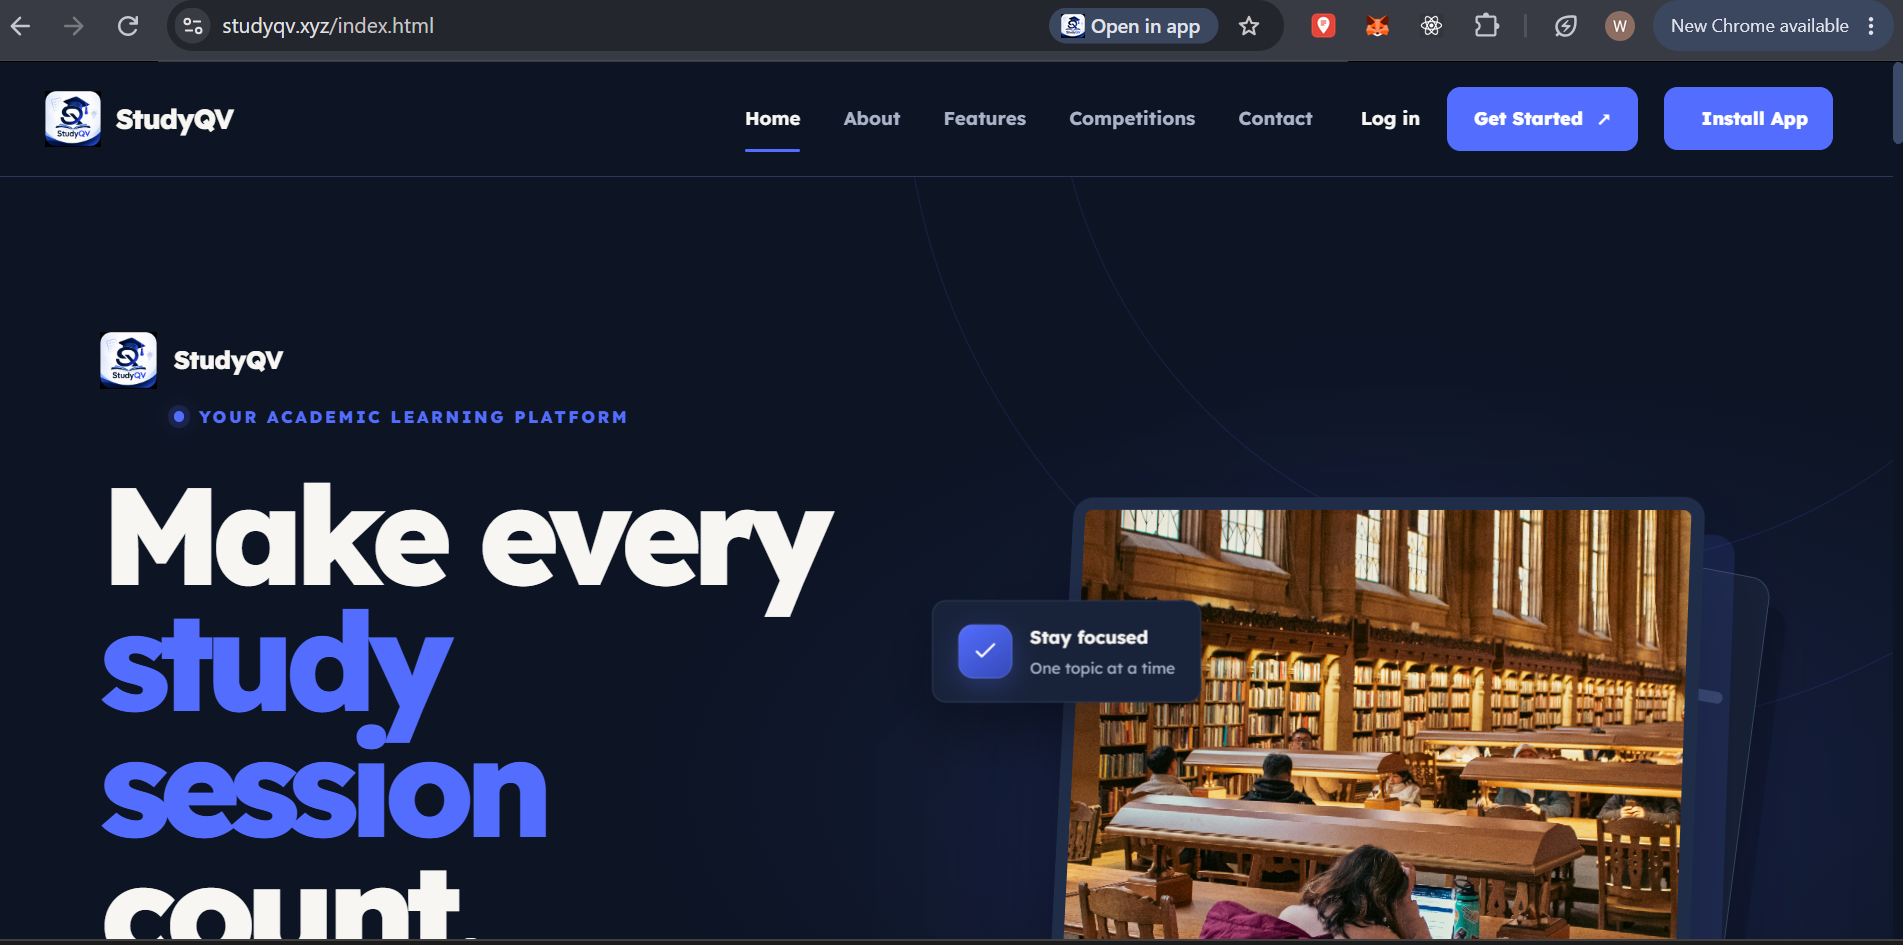 studyqv.xyz/index.html
Open in app
W
New Chrome available
StudyQV
StudyQV
Home
About
Features
Competitions
Contact
Log in
Get Started ↗
Install App
StudyQV
StudyQV
YOUR ACADEMIC LEARNING PLATFORM
Make every
study
session
count.
Stay focused
One topic at a time